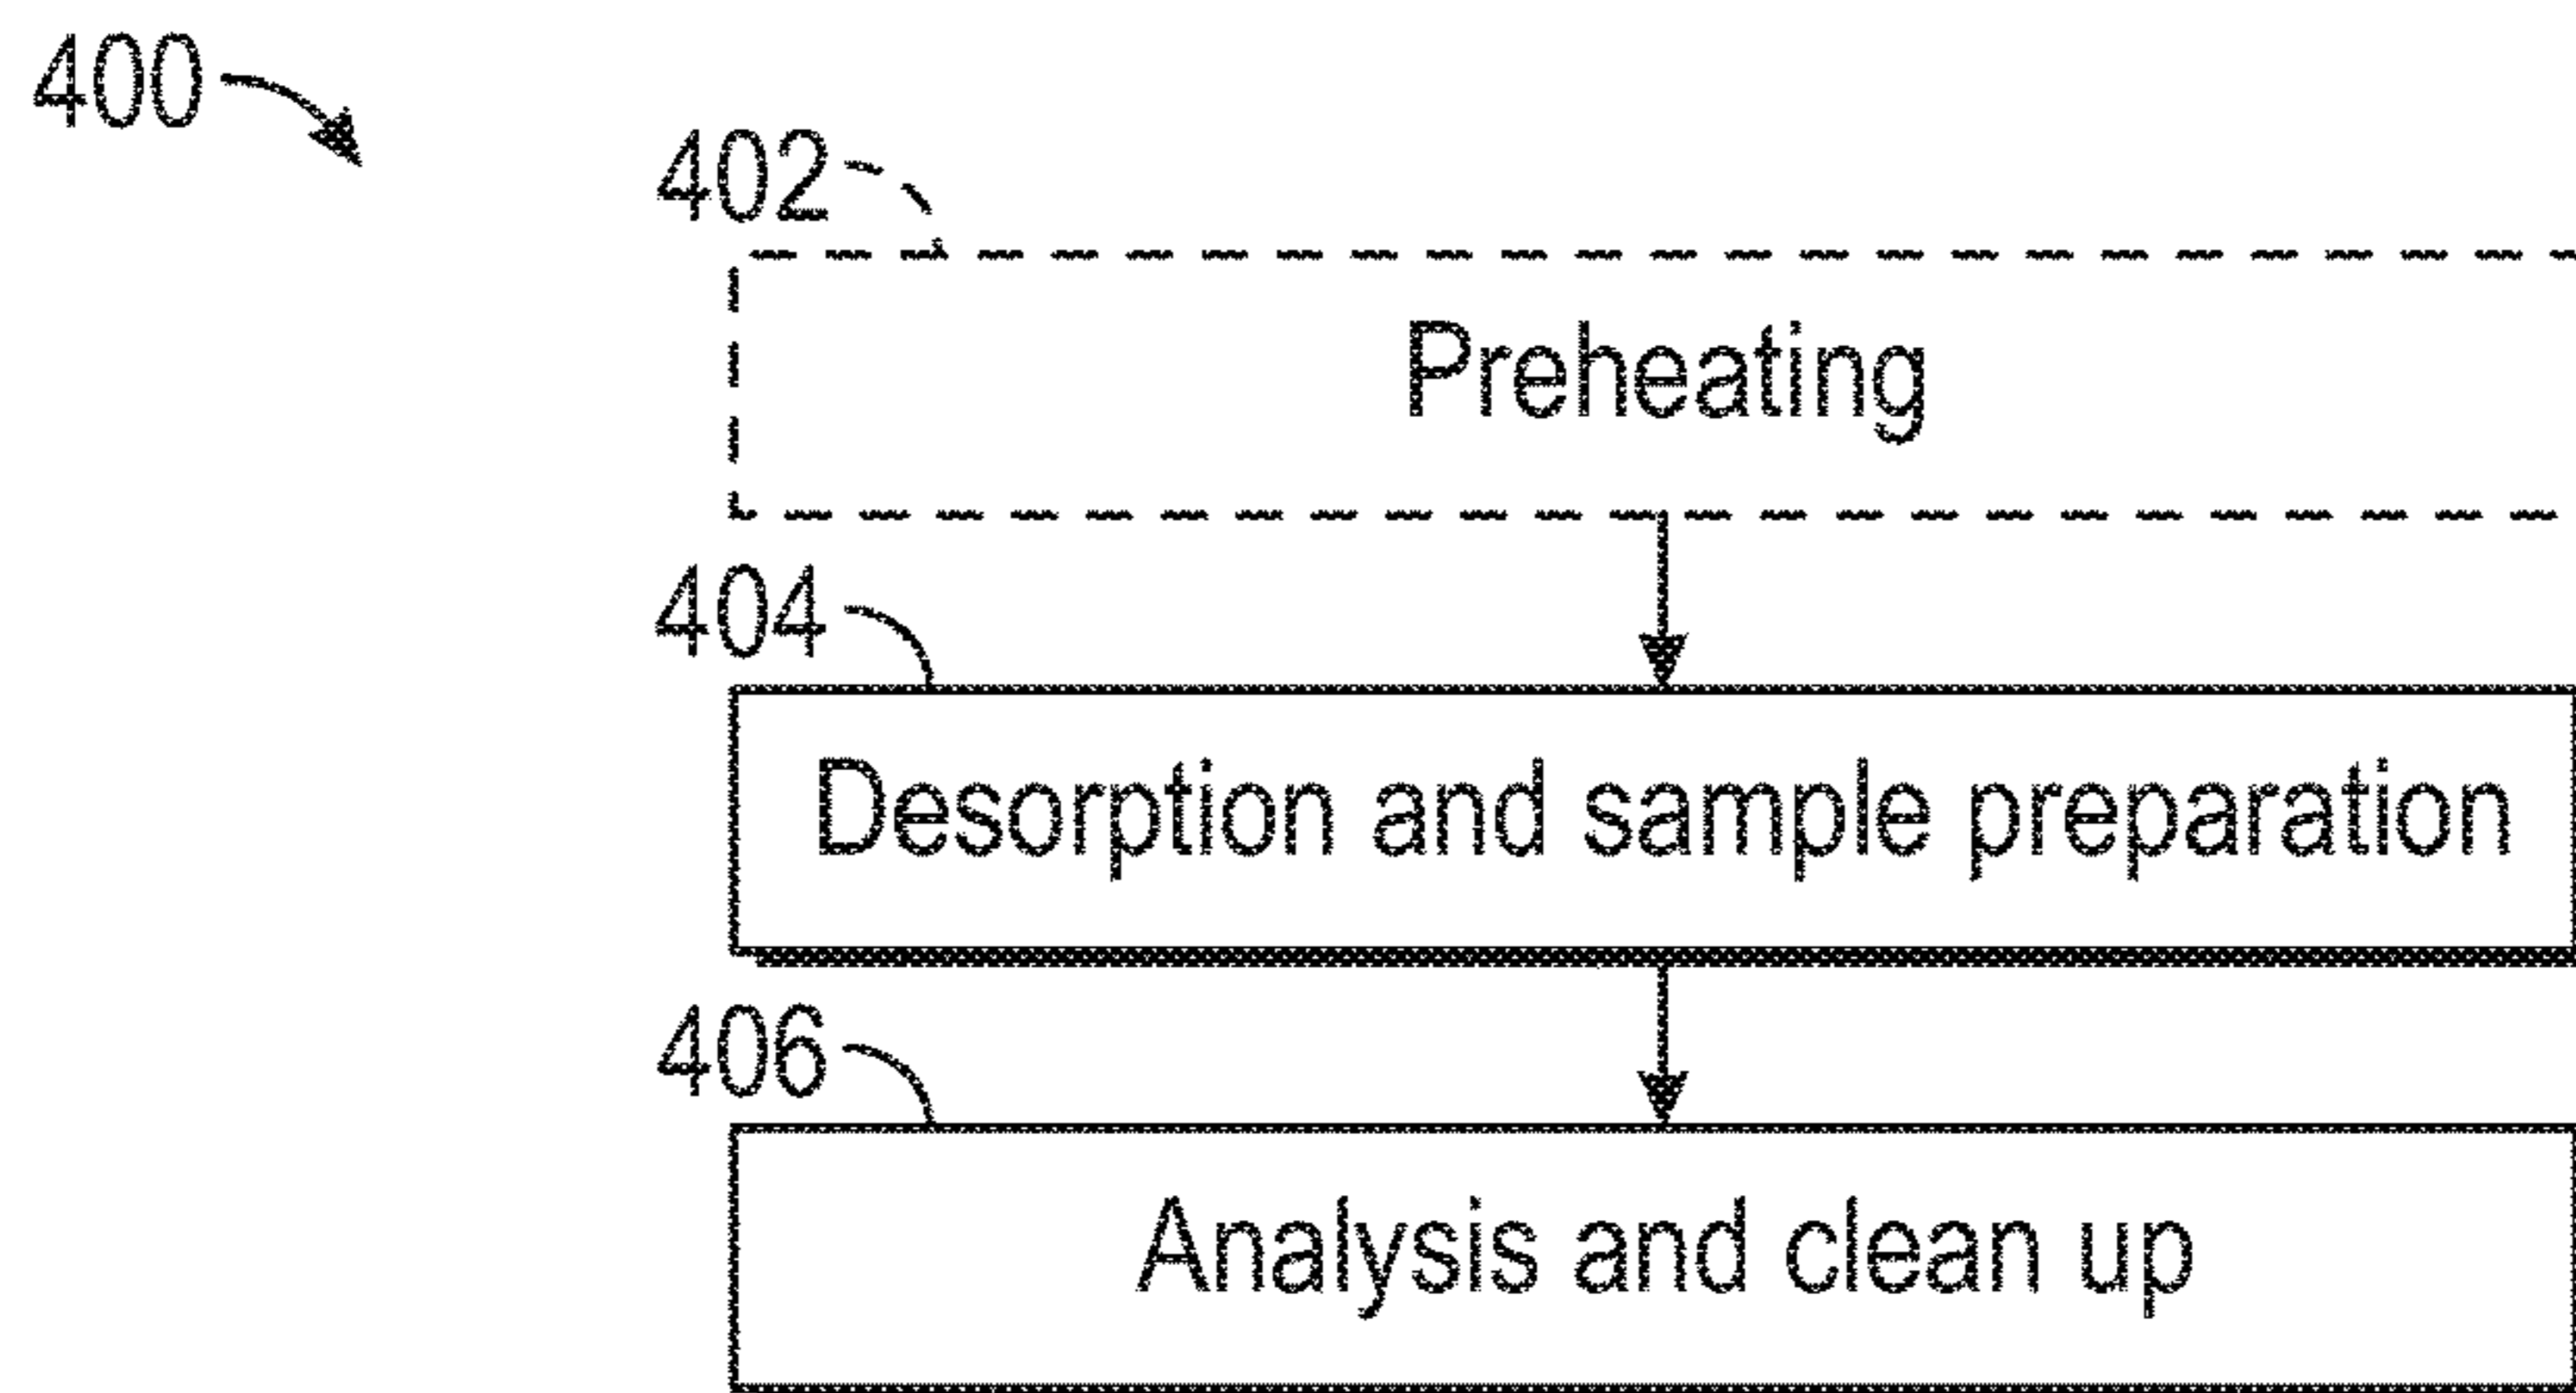 400
402
Preheating
404
Desorption and sample preparation
406
Analysis and clean up